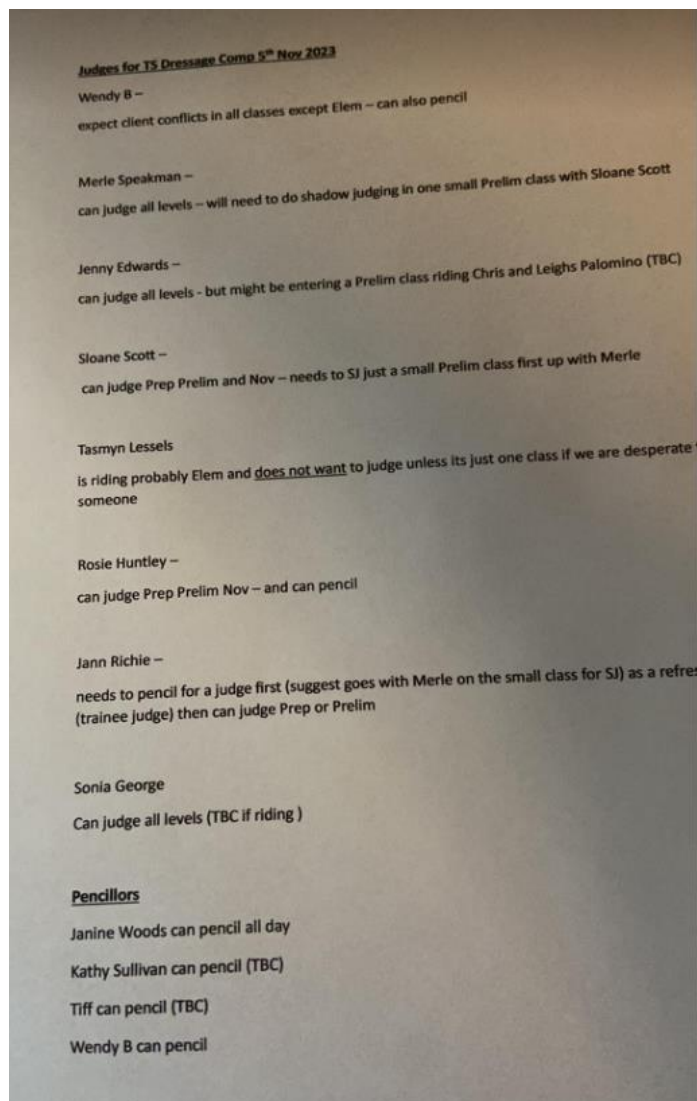 Judges for TS Dressage Comp 5th Nov 2023
Wendy B –
expect client conflicts in all classes except Elem – can also pencil
Merle Speakman –
can judge all levels – will need to do shadow judging in one small Prelim class with Sloane Scott
Jenny Edwards –
can judge all levels - but might be entering a Prelim class riding Chris and Leighs Palomino (TBC)
Sloane Scott –
can judge Prep Prelim and Nov – needs to SJ just a small Prelim class first up with Merle
Tasmyn Lessels
is riding probably Elem and does not want to judge unless its just one class if we are desperate
someone
Rosie Huntley –
can judge Prep Prelim Nov – and can pencil
Jann Richie –
needs to pencil for a judge first (suggest goes with Merle on the small class for SJ) as a
(trainee judge) then can judge Prep or Prelim
Sonia George
Can judge all levels (TBC if riding )
Pencillors
Janine Woods can pencil all day
Kathy Sullivan can pencil (TBC)
Tiff can pencil (TBC)
Wendy B can pencil